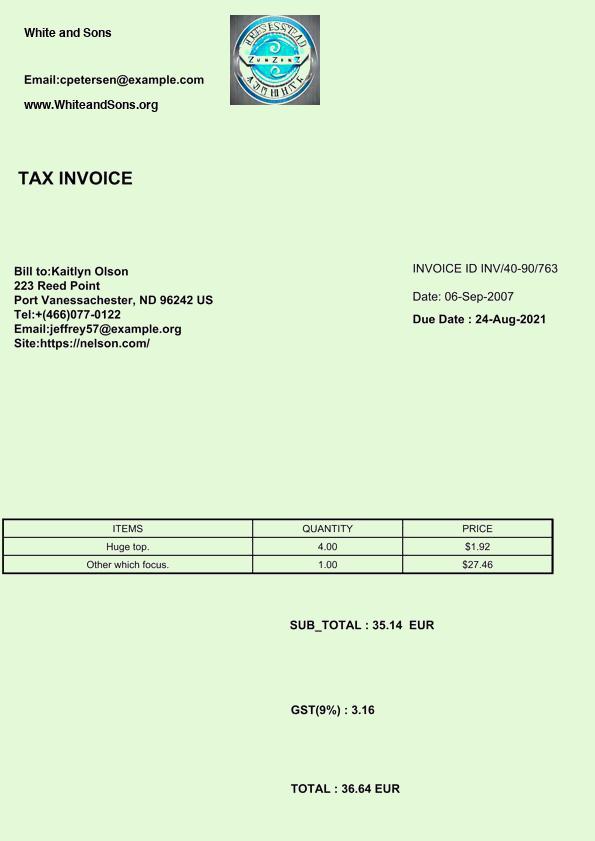 White and Sons
Email:cpetersen@example.com
www.WhiteandSons.org
TAX INVOICE
Bill to:Kaitlyn Olson
223 Reed Point
Port Vanessachester, ND 96242 US
Tel:+(466)077-0122
Email:jeffrey57@example.org
Site:https://nelson.com/
INVOICE ID INV/40-90/763
Date: 06-Sep-2007
Due Date : 24-Aug-2021
ITEMS QUANTITY PRICE
Huge top. 4.00 $1.92
Other which focus. 1.00 $27.46
SUB_TOTAL : 35.14 EUR
GST(9%) : 3.16
TOTAL : 36.64 EUR